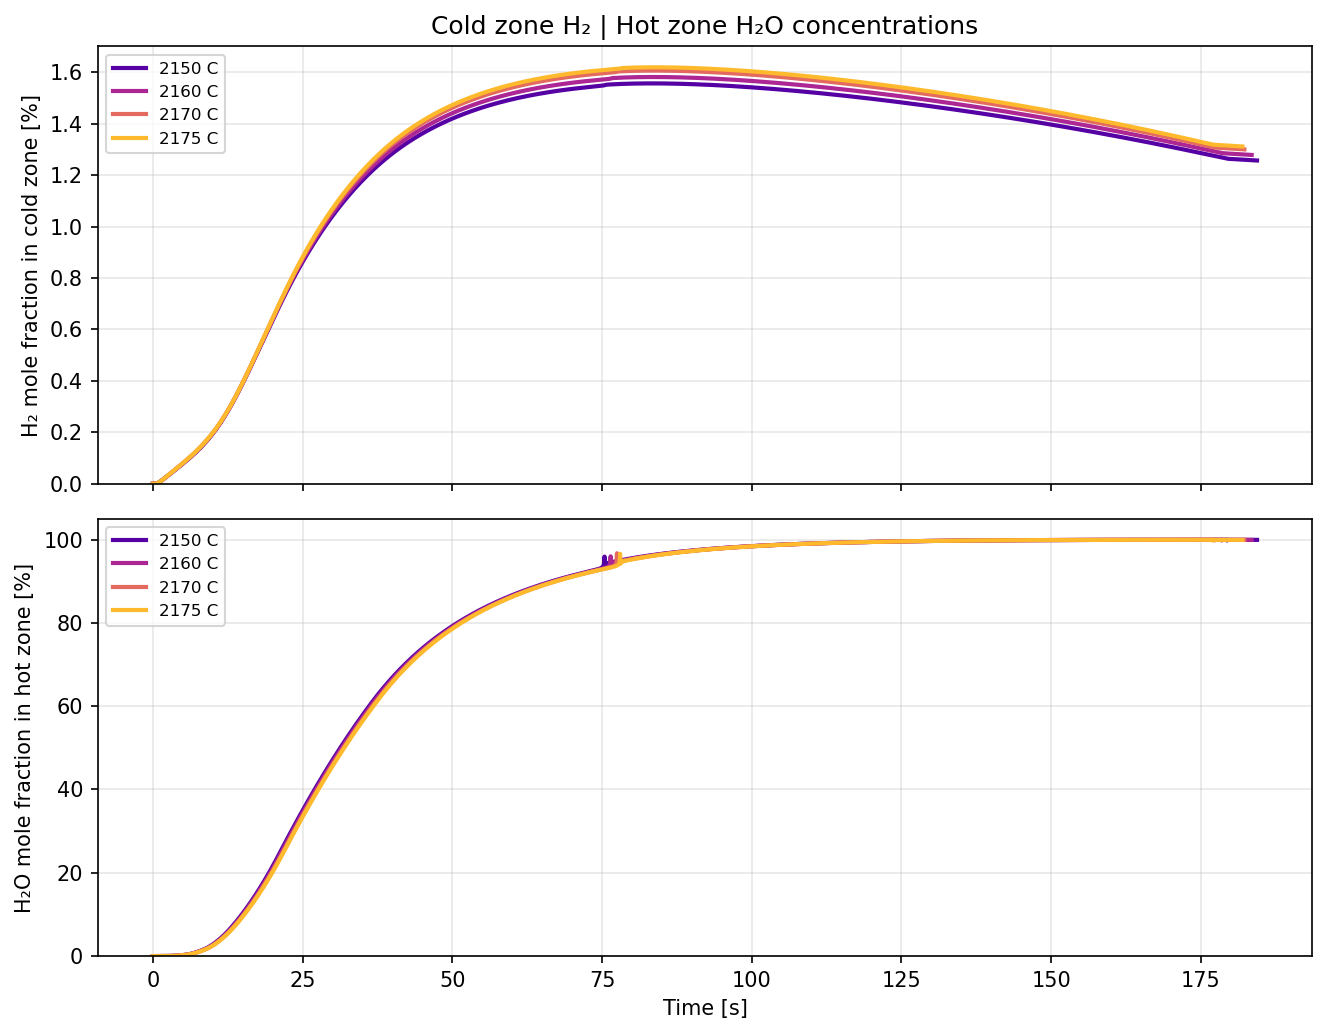 Cold zone H₂ | Hot zone H₂O concentrations
H₂ mole fraction in cold zone [%]
1.6
1.4
1.2
1.0
0.8
0.6
0.4
0.2
0.0
2150 C
2160 C
2170 C
2175 C
H₂O mole fraction in hot zone [%]
100
80
60
40
20
0
2150 C
2160 C
2170 C
2175 C
0 25 50 75 100 125 150 175
Time [s]